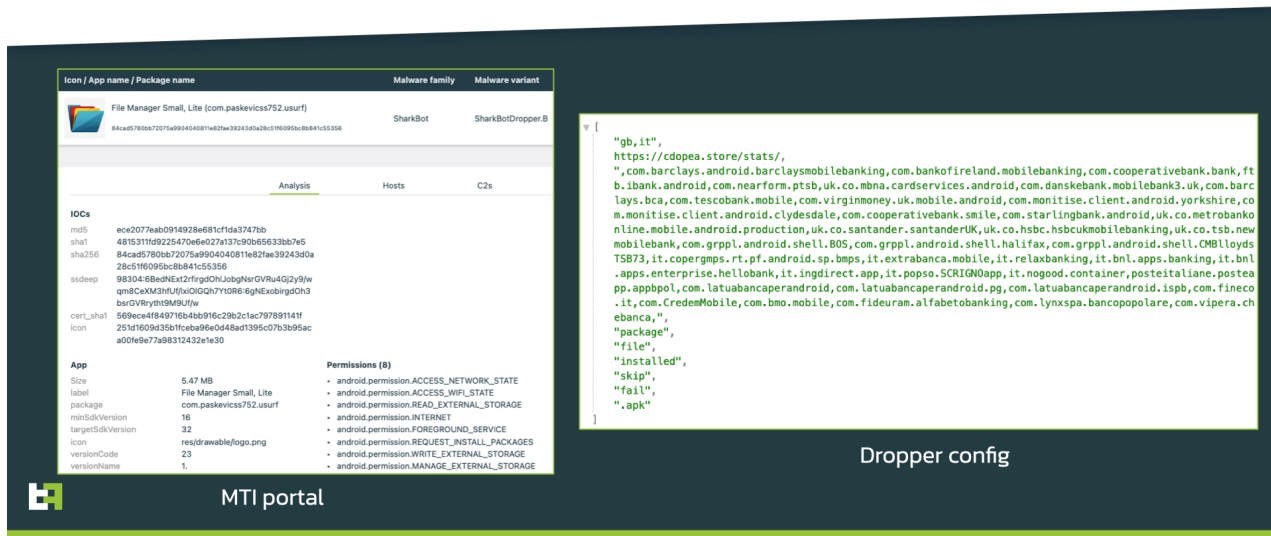 Icon / App name / Package name Malware family Malware variant
File Manager Small, Lite (com.paskevicss752.usurf)
84cad5780bb72075a9904040811e82fae39243d0a28c51f6095bc8b841c55356
SharkBot SharkBotDropper.B
Analysis Hosts C2s
IOCs
md5 ece2077eab0914928e681cf1da3747bb
sha1 4815311fd9225470e6e027a137c90b65633bb7e5
sha256 84cad5780bb72075a9904040811e82fae39243d0a
28c51f6095bc8b841c55356
ssdeep 98304:6BedNExt2rfirgdOhlJobgNsrGVRu4Gj2y9/w
qm8CeXM3hfUf/lxiOlGQh7Yt0R6:6gNExobirgdOh3
bsrGVRrytht9M9Uf/w
cert_sha1 569ece4f849716b4bb916c29b2c1ac797891141f
icon 251d1609d35b1fceba96e0d48ad1395c07b3b95ac
a00fe9e77a98312432e1e30
App
Size 5.47 MB
label File Manager Small, Lite
package com.paskevicss752.usurf
minSdkVersion 16
targetSdkVersion 32
icon res/drawable/logo.png
versionCode 23
versionName 1.
Permissions (8)
• android.permission.ACCESS_NETWORK_STATE
• android.permission.ACCESS_WIFI_STATE
• android.permission.READ_EXTERNAL_STORAGE
• android.permission.INTERNET
• android.permission.FOREGROUND_SERVICE
• android.permission.REQUEST_INSTALL_PACKAGES
• android.permission.WRITE_EXTERNAL_STORAGE
• android.permission.MANAGE_EXTERNAL_STORAGE
MTI portal
[
"gb,it",
https://cdopea.store/stats/,
",com.barclays.android.barclaysmobilebanking,com.bankofireland.mobilebanking,com.cooperativebank.bank,ft
b.ibank.android,com.nearform.ptsb,uk.co.mbna.cardservices.android,com.danskebank.mobilebank3.uk,com.barc
lays.bca,com.tescobank.mobile,com.virginmoney.uk.mobile.android,com.monitise.client.android.yorkshire,co
m.monitise.client.android.clydesdale,com.cooperativebank.smile,com.starlingbank.android,uk.co.metrobanko
nline.mobile.android.production,uk.co.santander.santanderUK,uk.co.hsbc.hsbcukmobilebanking,uk.co.tsb.new
mobilebank,com.grppl.android.shell.BOS,com.grppl.android.shell.halifax,com.grppl.android.shell.CMBlloyds
TSB73,it.copergmps.rt.pf.android.sp.bmps,it.extrabanca.mobile,it.relaxbanking,it.bnl.apps.banking,it.bnl
.apps.enterprise.hellobank,it.ingdirect.app,it.popso.SCRIGNOapp,it.nogood.container,posteitaliane.postea
pp.appbpol,com.latuabancaperandroid,com.latuabancaperandroid.pg,com.latuabancaperandroid.ispb,com.fineco
.it,com.CredemMobile,com.bmo.mobile,com.fideuram.alfabetobanking,com.lynxspa.bancopopolare,com.vipera.ch
ebanca,",
"package",
"file",
"installed",
"skip",
"fail",
".apk"
]
Dropper config